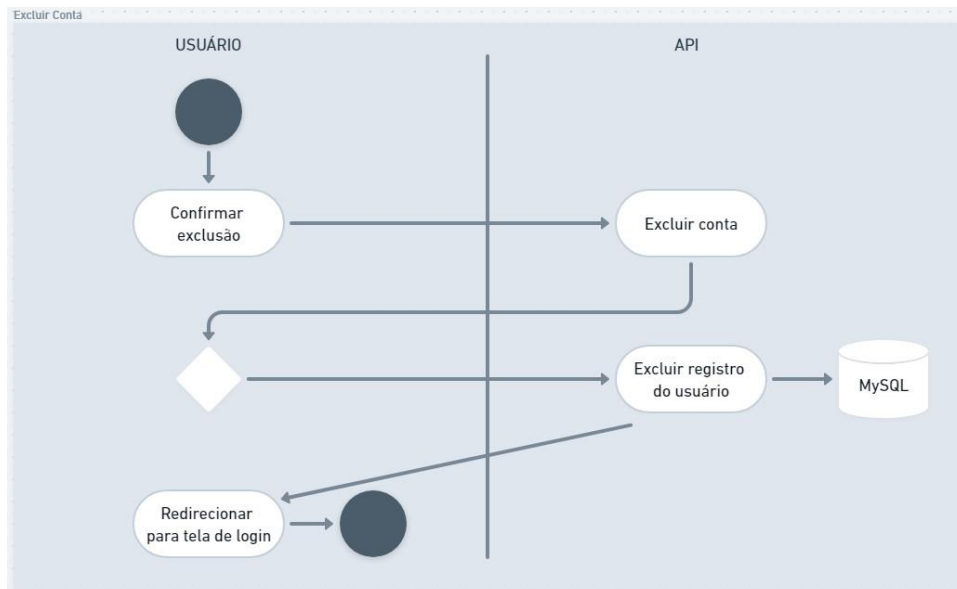 Excluir Conta
USUÁRIO
API
Confirmar
exclusão
Excluir conta
Excluir registro
do usuário
MySQL
Redirecionar
para tela de login